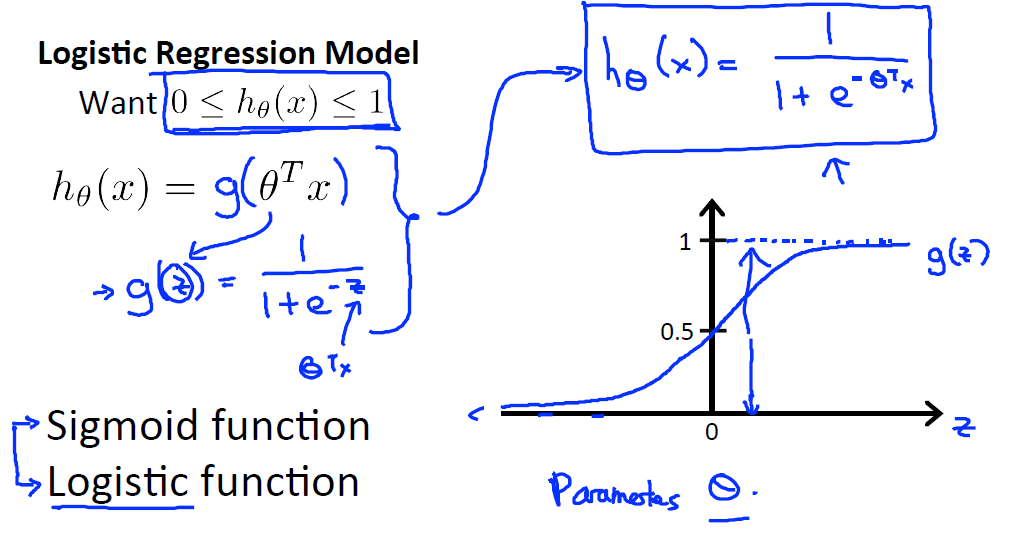 Logistic Regression Model
Want 0 ≤ hθ(x) ≤ 1
hθ(x) = g(θᵀx)
g(z) = 1 / (1 + e^-z)
θᵀx
Sigmoid function
Logistic function
hθ(x) = 1 / (1 + e^-θᵀx)
1
g(z)
0.5
0
z
θ.